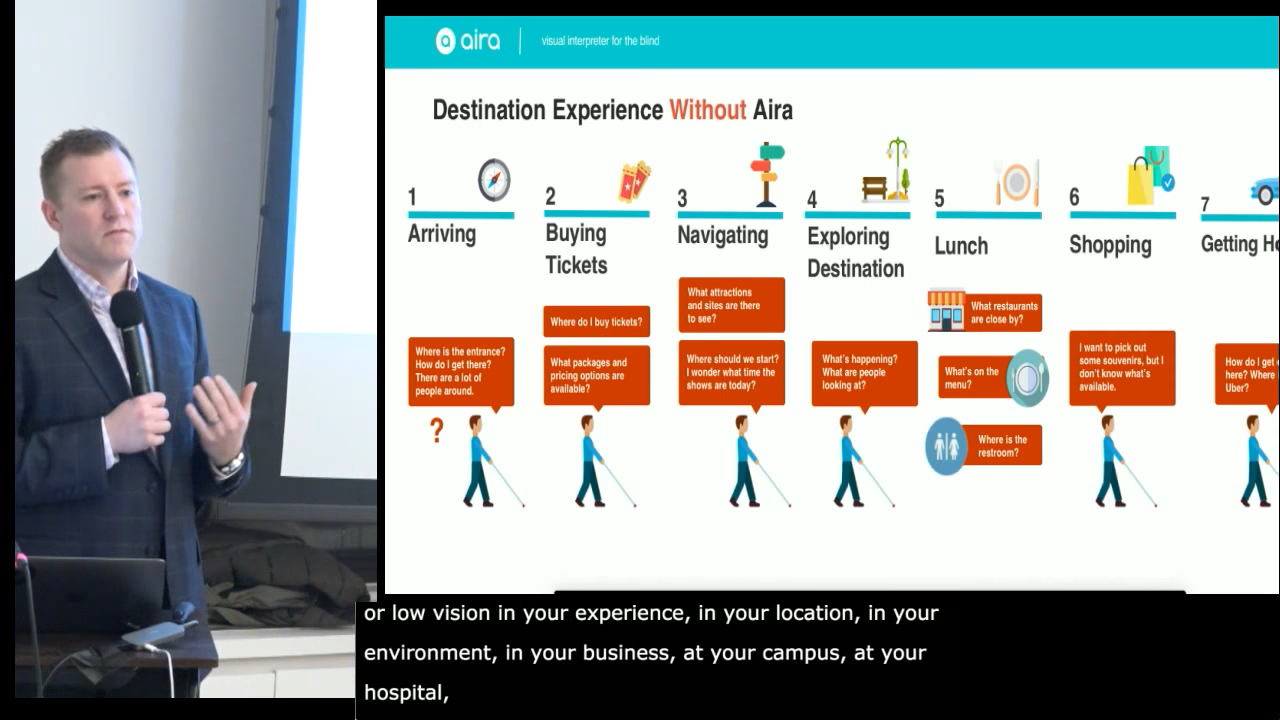 aira
visual interpreter for the blind
Destination Experience Without Aira
1
Arriving
Where is the entrance?
How do I get there?
There are a lot of
people around.
?
2
Buying
Tickets
Where do I buy tickets?
What packages and
pricing options are
available?
3
Navigating
What attractions
and sites are there
to see?
Where should we start?
I wonder what time the
shows are today?
4
Exploring
Destination
What's happening?
What are people
looking at?
5
Lunch
What restaurants
are close by?
What's on the
menu?
Where is the
restroom?
6
Shopping
I want to pick out
some souvenirs, but I
don't know what's
available.
7
Getting Ho
How do I get
here? Where
Uber?
or low vision in your experience, in your location, in your
environment, in your business, at your campus, at your
hospital,